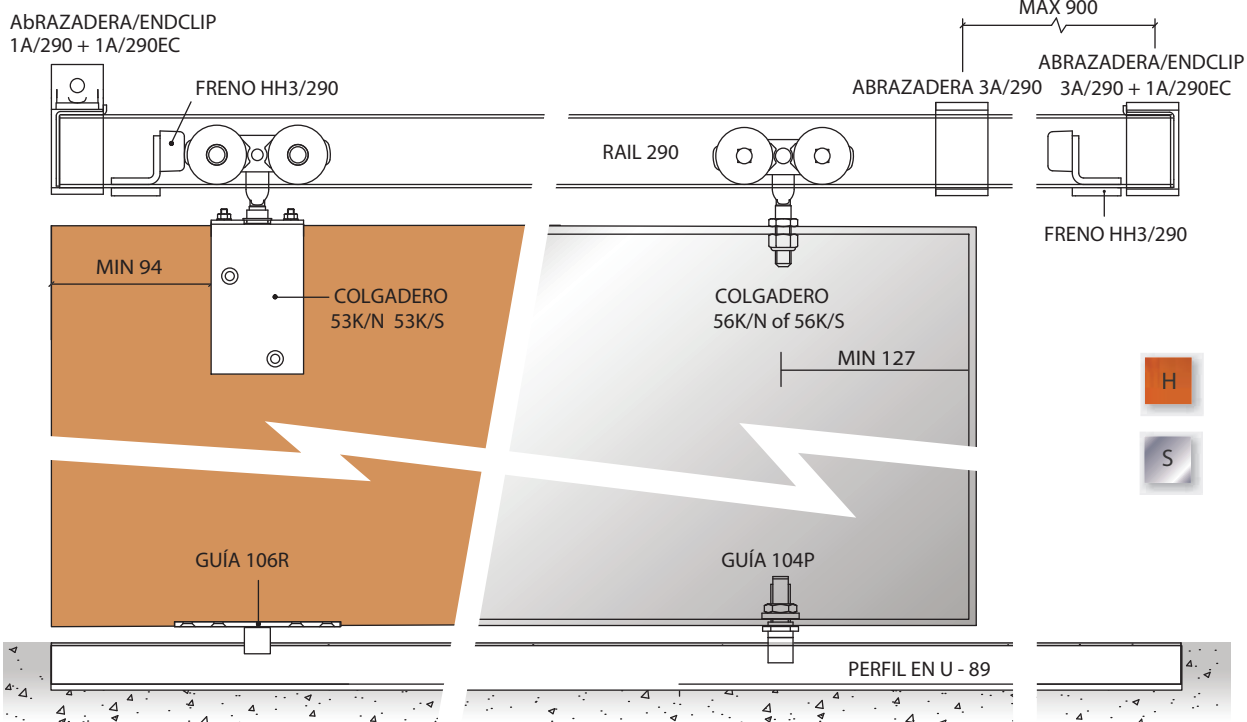 MAX 900
AbRAZADERA/ENDCLIP
1A/290 + 1A/290EC
FRENO HH3/290
ABRAZADERA 3A/290
ABRAZADERA/ENDCLIP
3A/290 + 1A/290EC
RAIL 290
FRENO HH3/290
MIN 94
COLGADERO
53K/N 53K/S
COLGADERO
56K/N of 56K/S
MIN 127
H
S
GUÍA 106R
GUÍA 104P
PERFIL EN U - 89